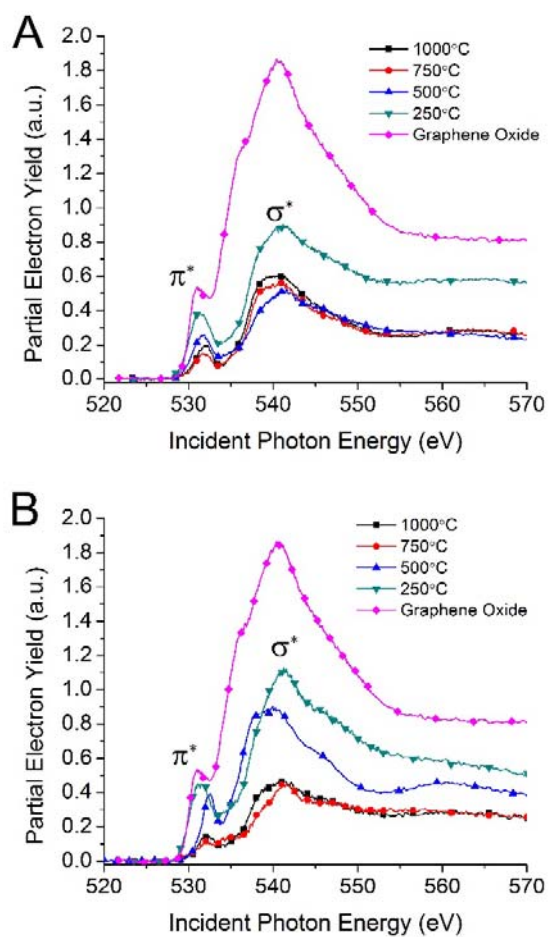 A
2.0
1.8
1.6
1.4
1.2
1.0
0.8
0.6
0.4
0.2
0.0
Partial Electron Yield (a.u.)
1000°C
750°C
500°C
250°C
Graphene Oxide
π*
σ*
520 530 540 550 560 570
Incident Photon Energy (eV)
B
2.0
1.8
1.6
1.4
1.2
1.0
0.8
0.6
0.4
0.2
0.0
Partial Electron Yield (a.u.)
1000°C
750°C
500°C
250°C
Graphene Oxide
π*
σ*
520 530 540 550 560 570
Incident Photon Energy (eV)